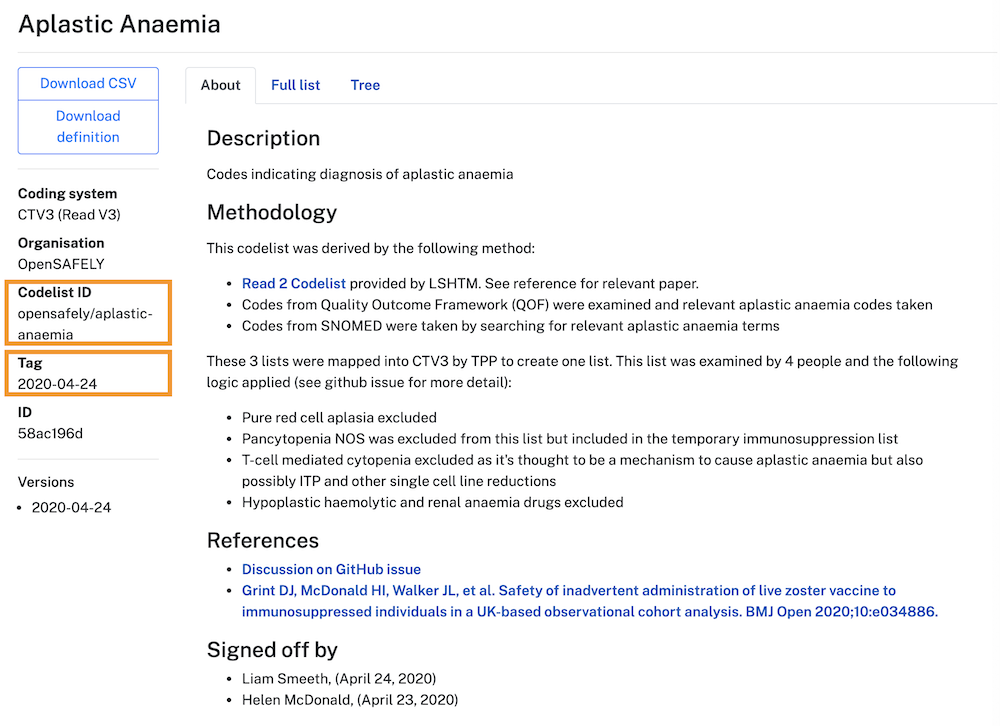 Aplastic Anaemia
Download CSV
Download
definition
Coding system
CTV3 (Read V3)
Organisation
OpenSAFELY
Codelist ID
opensafely/aplastic-
anaemia
Tag
2020-04-24
ID
58ac196d
Versions
• 2020-04-24
About
Full list
Tree
Description
Codes indicating diagnosis of aplastic anaemia
Methodology
This codelist was derived by the following method:
• Read 2 Codelist provided by LSHTM. See reference for relevant paper.
• Codes from Quality Outcome Framework (QOF) were examined and relevant aplastic anaemia codes taken
• Codes from SNOMED were taken by searching for relevant aplastic anaemia terms
These 3 lists were mapped into CTV3 by TPP to create one list. This list was examined by 4 people and the following
logic applied (see github issue for more detail):
• Pure red cell aplasia excluded
• Pancytopenia NOS was excluded from this list but included in the temporary immunosuppression list
• T-cell mediated cytopenia excluded as it's thought to be a mechanism to cause aplastic anaemia but also
possibly ITP and other single cell line reductions
• Hypoplastic haemolytic and renal anaemia drugs excluded
References
• Discussion on GitHub issue
• Grint DJ, McDonald HI, Walker JL, et al. Safety of inadvertent administration of live zoster vaccine to
immunosuppressed individuals in a UK-based observational cohort analysis. BMJ Open 2020;10:e034886.
Signed off by
• Liam Smeeth, (April 24, 2020)
• Helen McDonald, (April 23, 2020)